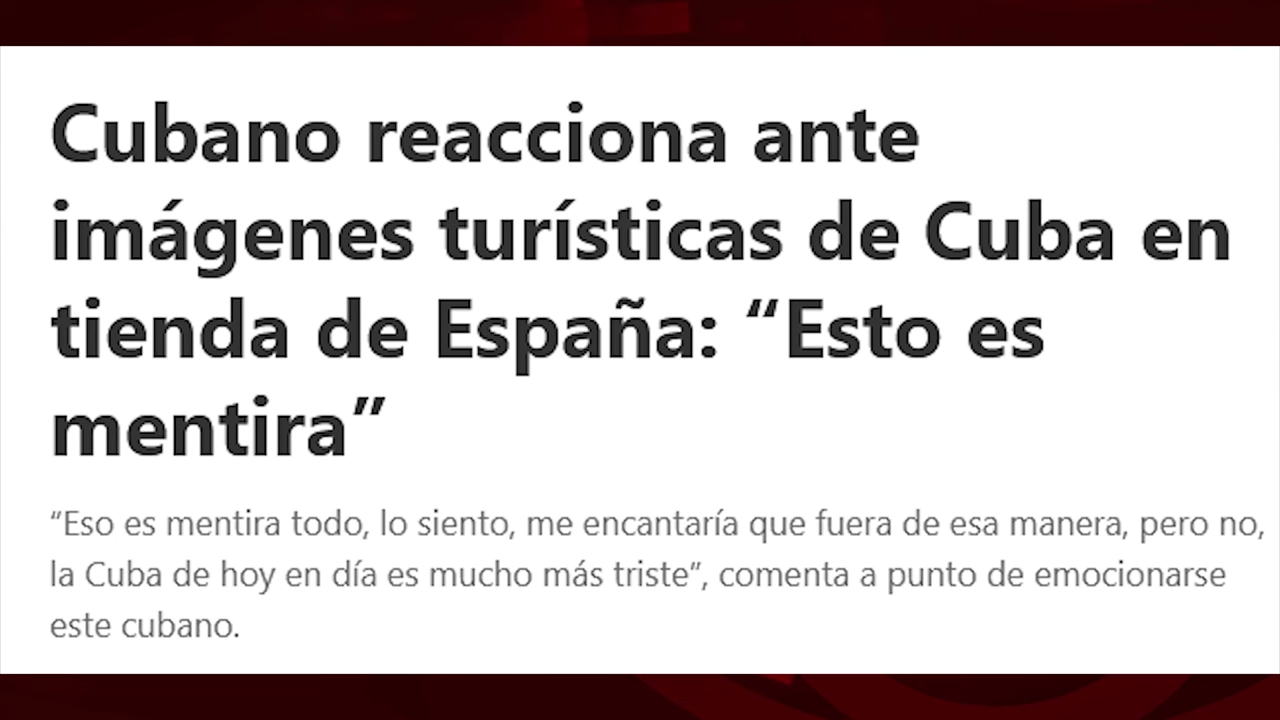 Cubano reacciona ante
imágenes turísticas de Cuba en
tienda de España: “Esto es
mentira”
“Eso es mentira todo, lo siento, me encantaría que fuera de esa manera, pero no,
la Cuba de hoy en día es mucho más triste”, comenta a punto de emocionarse
este cubano.